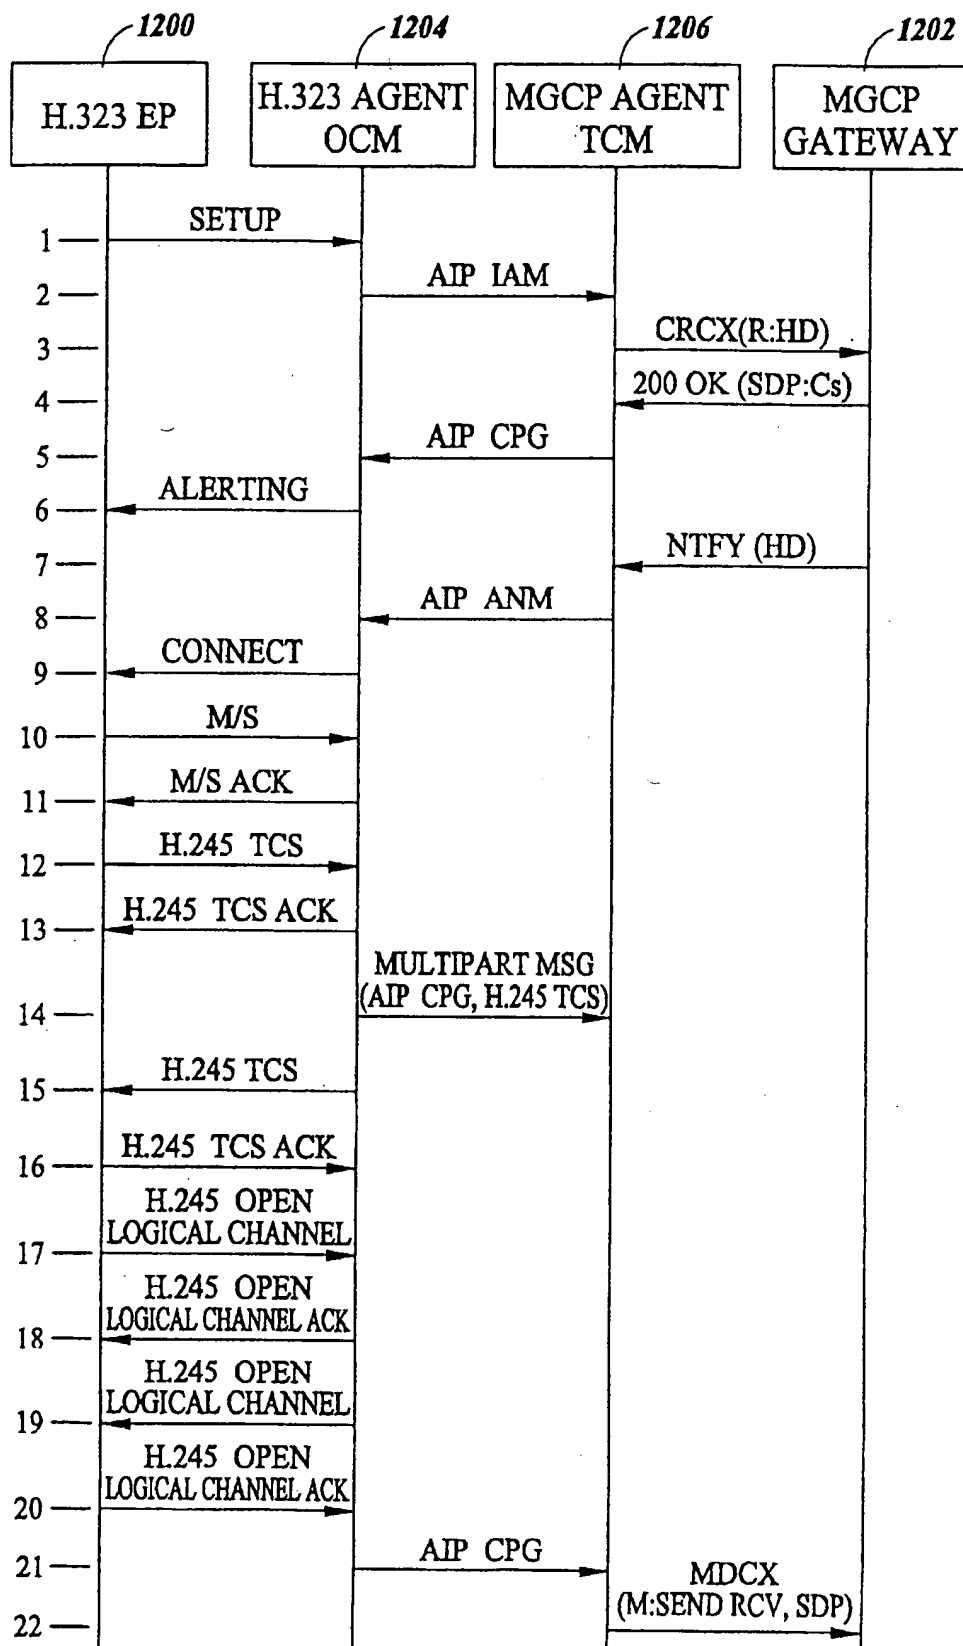 1200
1204
1206
1202
H.323 EP
H.323 AGENT
OCM
MGCP AGENT
TCM
MGCP
GATEWAY
1
SETUP
2
AIP IAM
3
CRCX(R:HD)
4
200 OK (SDP:Cs)
5
AIP CPG
6
ALERTING
7
NTFY (HD)
8
AIP ANM
9
CONNECT
10
M/S
11
M/S ACK
12
H.245 TCS
13
H.245 TCS ACK
14
MULTIPART MSG
(AIP CPG, H.245 TCS)
15
H.245 TCS
16
H.245 TCS ACK
17
H.245 OPEN
LOGICAL CHANNEL
18
H.245 OPEN
LOGICAL CHANNEL ACK
19
H.245 OPEN
LOGICAL CHANNEL
20
H.245 OPEN
LOGICAL CHANNEL ACK
21
AIP CPG
22
MDCX
(M:SEND RCV, SDP)